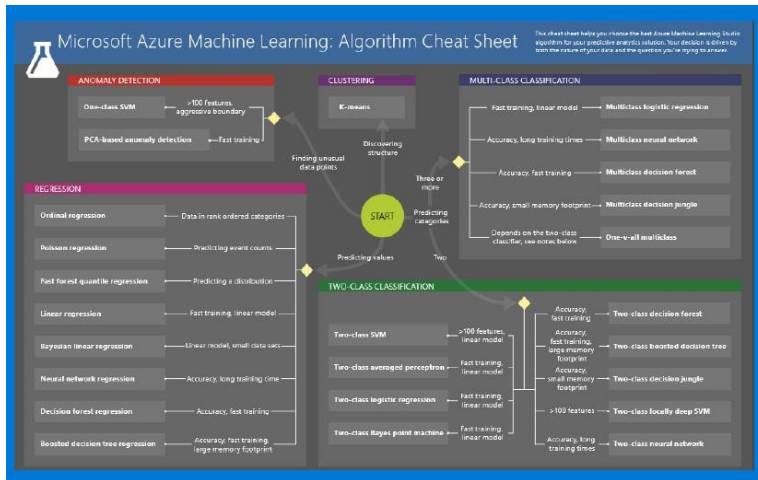 Microsoft Azure Machine Learning: Algorithm Cheat Sheet
This cheat sheet helps you choose the best Azure Machine Learning Studio
algorithm for your predictive analytics solution. Your decision is driven by
both the nature of your data and the question you're trying to answer.
ANOMALY DETECTION
One-class SVM
>100 features,
aggressive boundary
PCA-based anomaly detection
Fast training
CLUSTERING
K-means
MULTI-CLASS CLASSIFICATION
Fast training, linear model
Multiclass logistic regression
Accuracy, long training times
Multiclass neural network
Accuracy, fast training
Multiclass decision forest
Accuracy, small memory footprint
Multiclass decision jungle
Depends on the two-class
classifier, see notes below
One-v-all multiclass
Finding unusual
data points
Discovering
structure
Three or
more
START
Predicting
categories
Predicting values
Two
REGRESSION
Ordinal regression
Data in rank ordered categories
Poisson regression
Predicting event counts
Fast forest quantile regression
Predicting a distribution
Linear regression
Fast training, linear model
Bayesian linear regression
Linear model, small data sets
Neural network regression
Accuracy, long training time
Decision forest regression
Accuracy, fast training
Boosted decision tree regression
Accuracy, fast training,
large memory footprint
TWO-CLASS CLASSIFICATION
Two-class SVM
>100 features,
linear model
Two-class averaged perceptron
Fast training,
linear model
Two-class logistic regression
Fast training,
linear model
Two-class Bayes point machine
Fast training,
linear model
Accuracy,
fast training
Two-class decision forest
Accuracy,
fast training,
large memory
footprint
Two-class boosted decision tree
Accuracy,
small memory
footprint
Two-class decision jungle
>100 features
Two-class locally deep SVM
Accuracy, long
training times
Two-class neural network